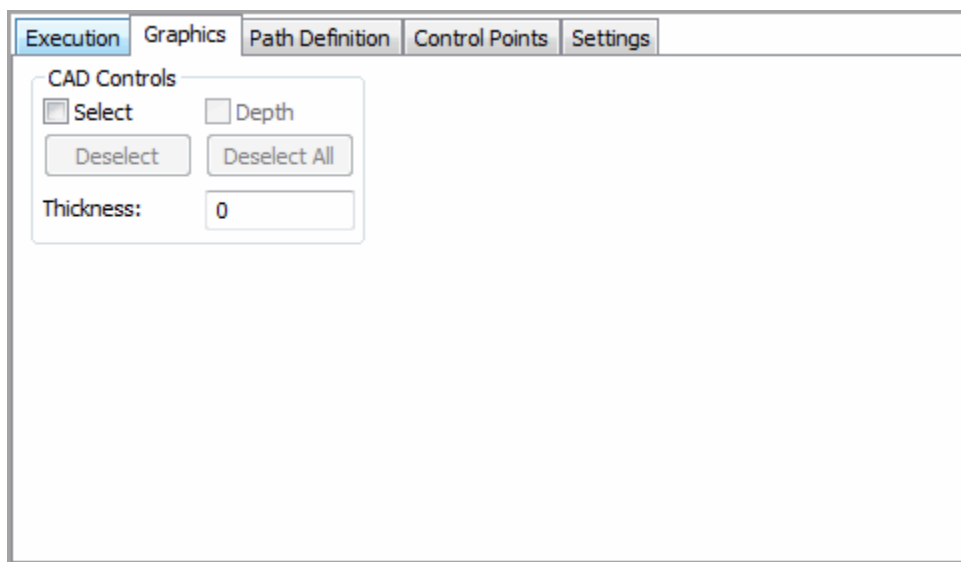 Execution Graphics Path Definition Control Points Settings
CAD Controls
Select Depth
Deselect Deselect All
Thickness: 0